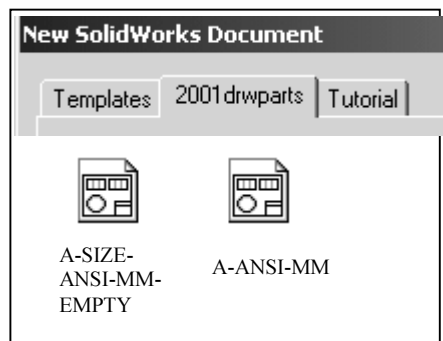 New SolidWorks Document
Templates 2001drwparts Tutorial
A-SIZE-
ANSI-MM-
EMPTY
A-ANSI-MM